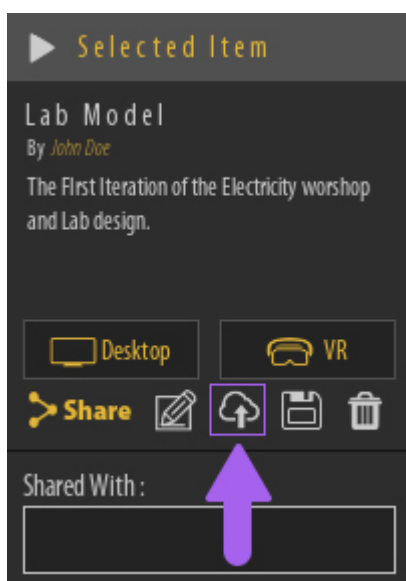 Selected Item
Lab Model
By John Doe
The FIrst Iteration of the Electricity worshop
and Lab design.
Desktop VR
Share
Shared With :